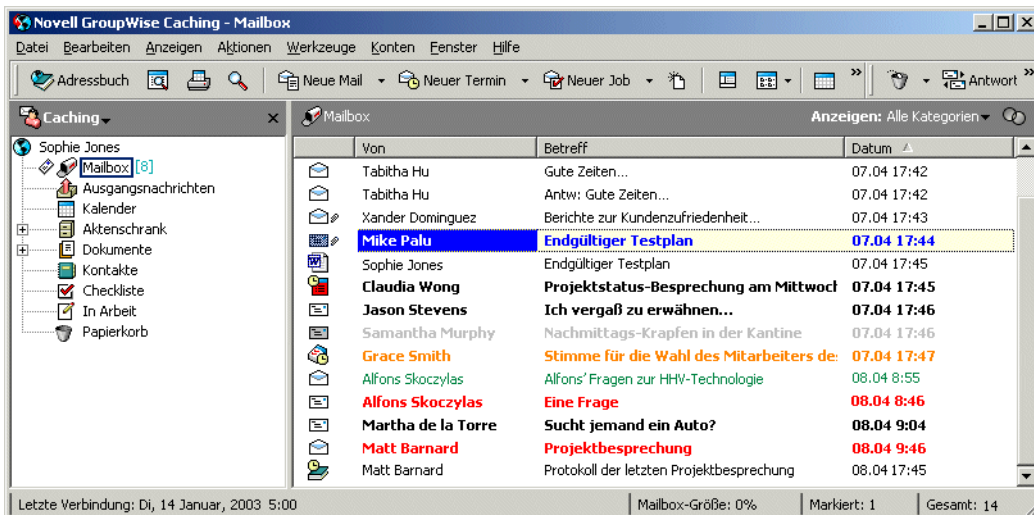 Novell GroupWise Caching - Mailbox
Datei Bearbeiten Anzeigen Aktionen Werkzeuge Konten Fenster Hilfe
Adressbuch Neue Mail Neuer Termin Neuer Job » Antwort »
Caching Mailbox Anzeigen: Alle Kategorien
Sophie Jones
Mailbox [8]
Ausgangsnachrichten
Kalender
Aktenschrank
Dokumente
Kontakte
Checkliste
In Arbeit
Papierkorb
Von Betreff Datum
Tabitha Hu Gute Zeiten... 07.04 17:42
Tabitha Hu Antw: Gute Zeiten... 07.04 17:42
Xander Dominguez Berichte zur Kundenzufriedenheit... 07.04 17:43
Mike Palu Endgültiger Testplan 07.04 17:44
Sophie Jones Endgültiger Testplan 07.04 17:45
Claudia Wong Projektstatus-Besprechung am Mittwoch 07.04 17:45
Jason Stevens Ich vergaß zu erwähnen... 07.04 17:46
Samantha Murphy Nachmittags-Krapfen in der Kantine 07.04 17:46
Grace Smith Stimme für die Wahl des Mitarbeiters de 07.04 17:47
Alfons Skoczylas Alfons' Fragen zur HHV-Technologie 08.04 8:55
Alfons Skoczylas Eine Frage 08.04 8:46
Martha de la Torre Sucht jemand ein Auto? 08.04 9:04
Matt Barnard Projektbesprechung 08.04 9:46
Matt Barnard Protokoll der letzten Projektbesprechung 08.04 17:45
Letzte Verbindung: Di, 14 Januar, 2003 5:00 Mailbox-Größe: 0% Markiert: 1 Gesamt: 14